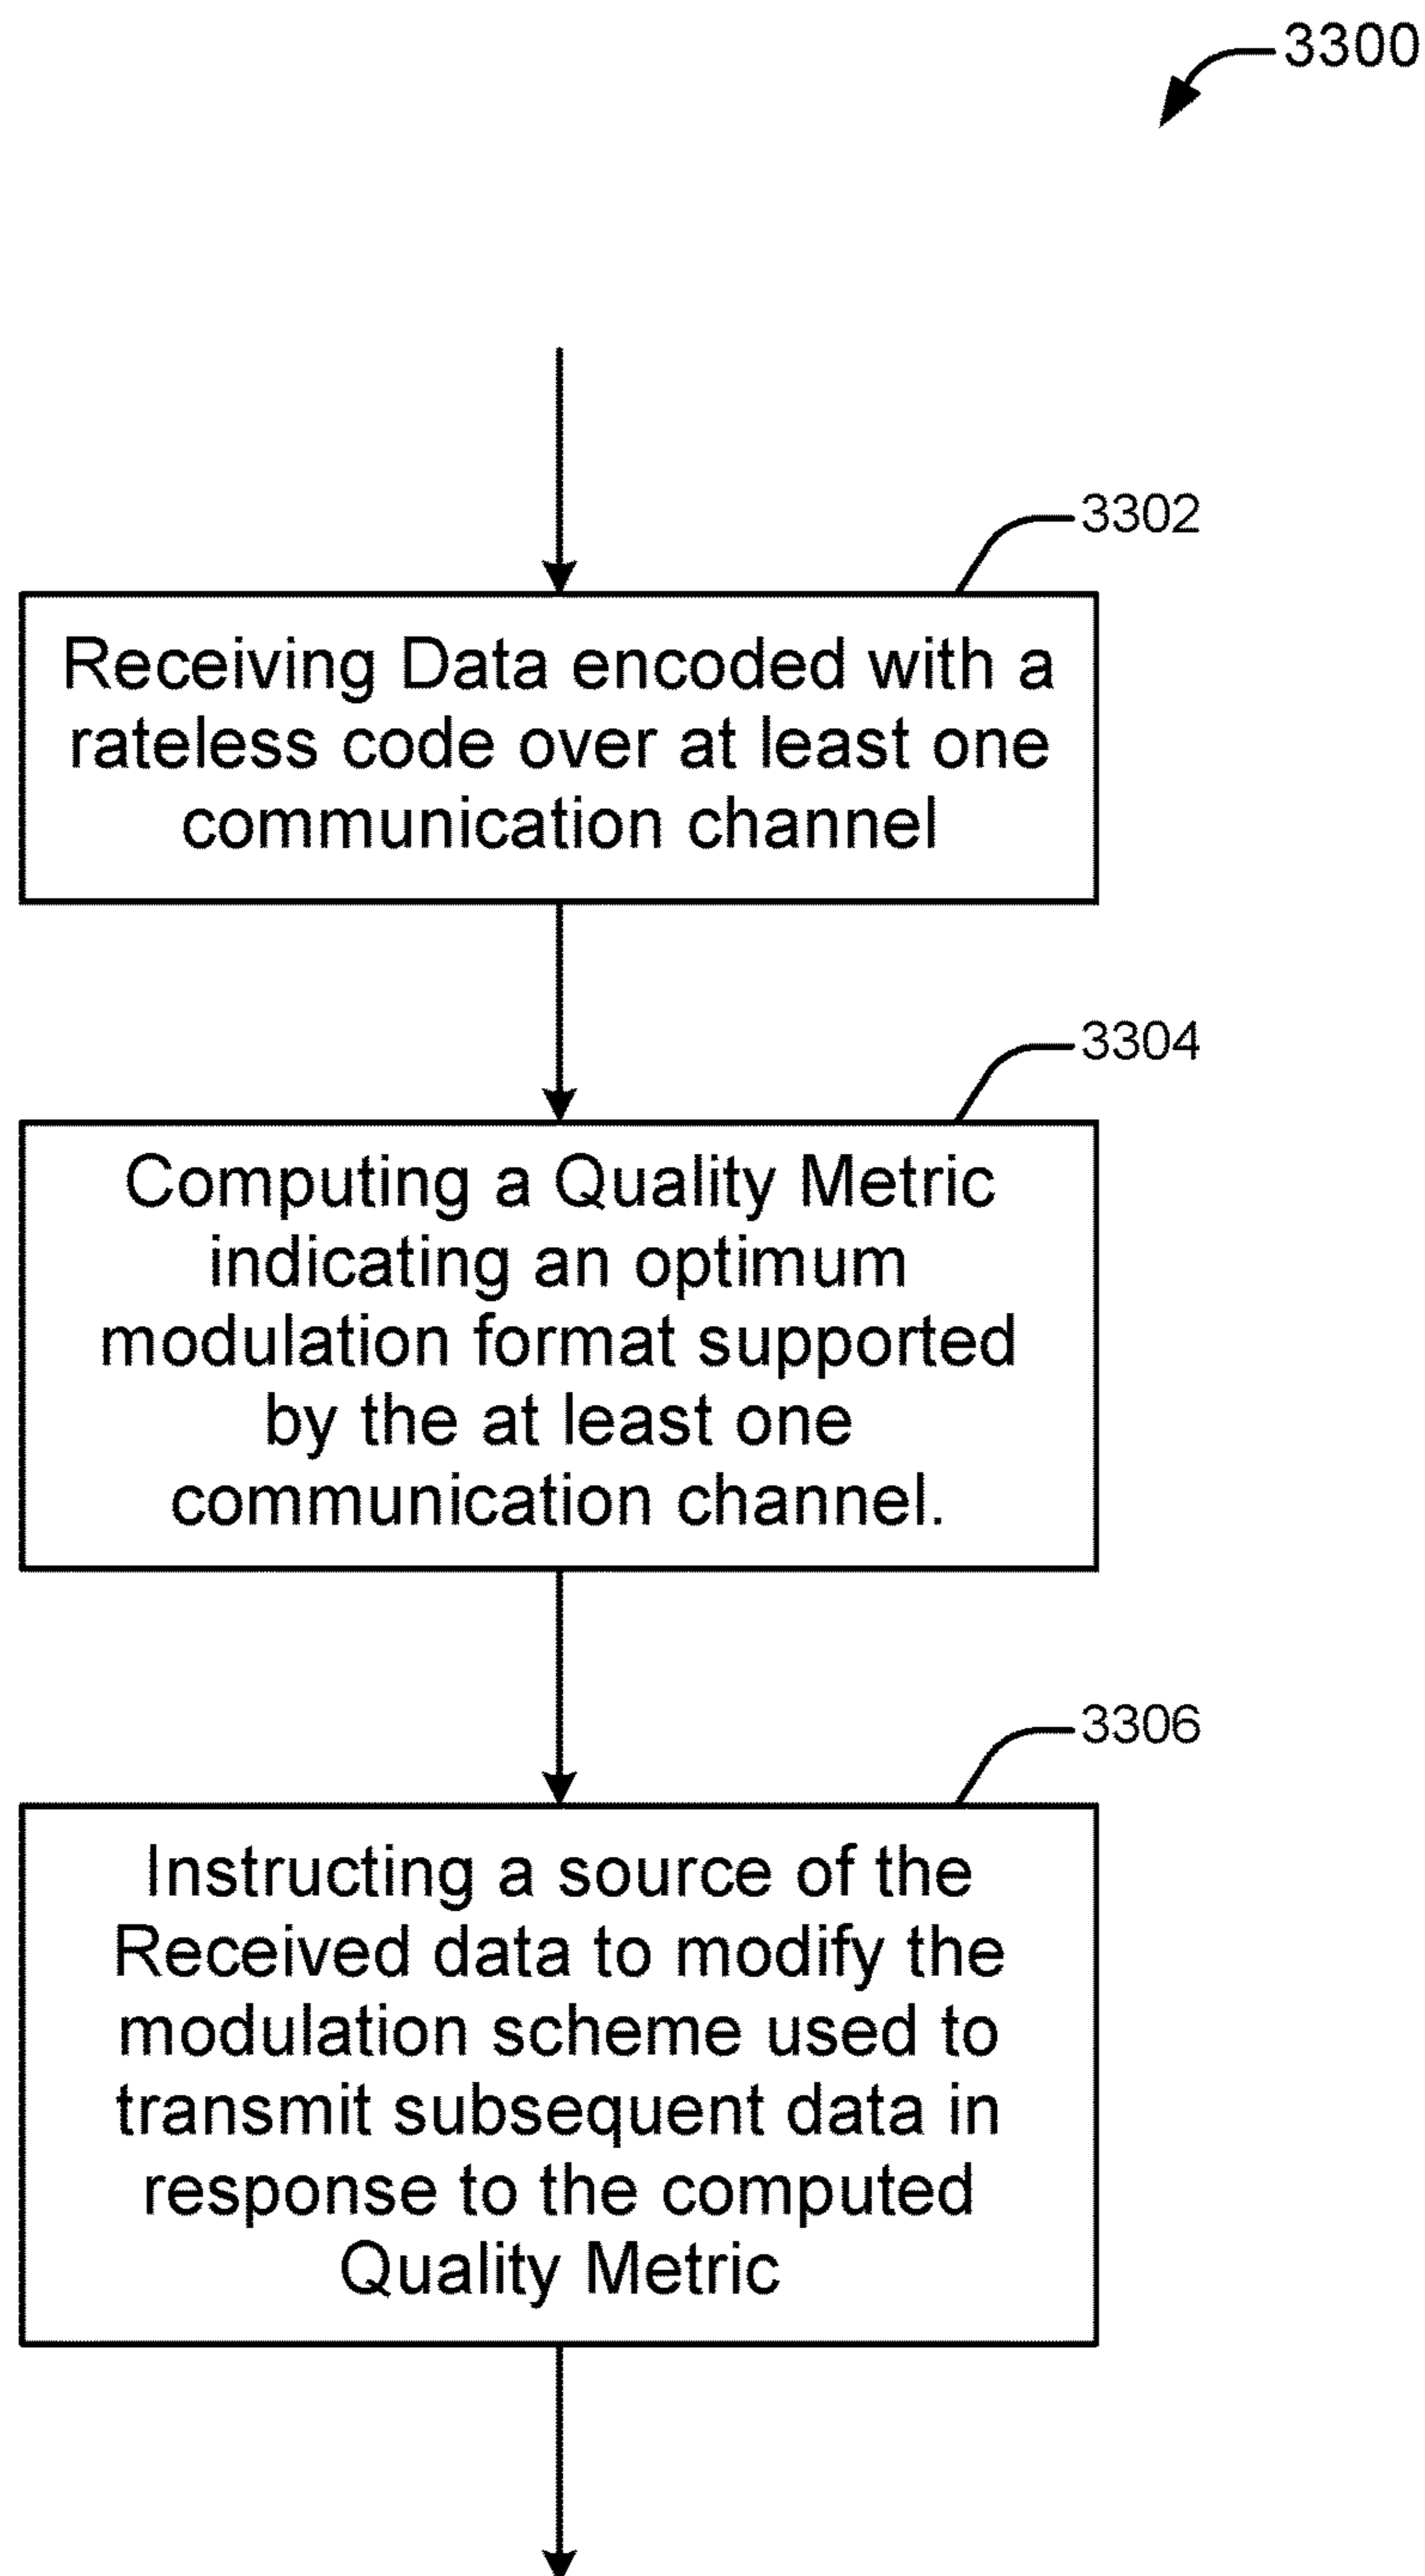 3300
3302
Receiving Data encoded with a
rateless code over at least one
communication channel
3304
Computing a Quality Metric
indicating an optimum
modulation format supported
by the at least one
communication channel.
3306
Instructing a source of the
Received data to modify the
modulation scheme used to
transmit subsequent data in
response to the computed
Quality Metric